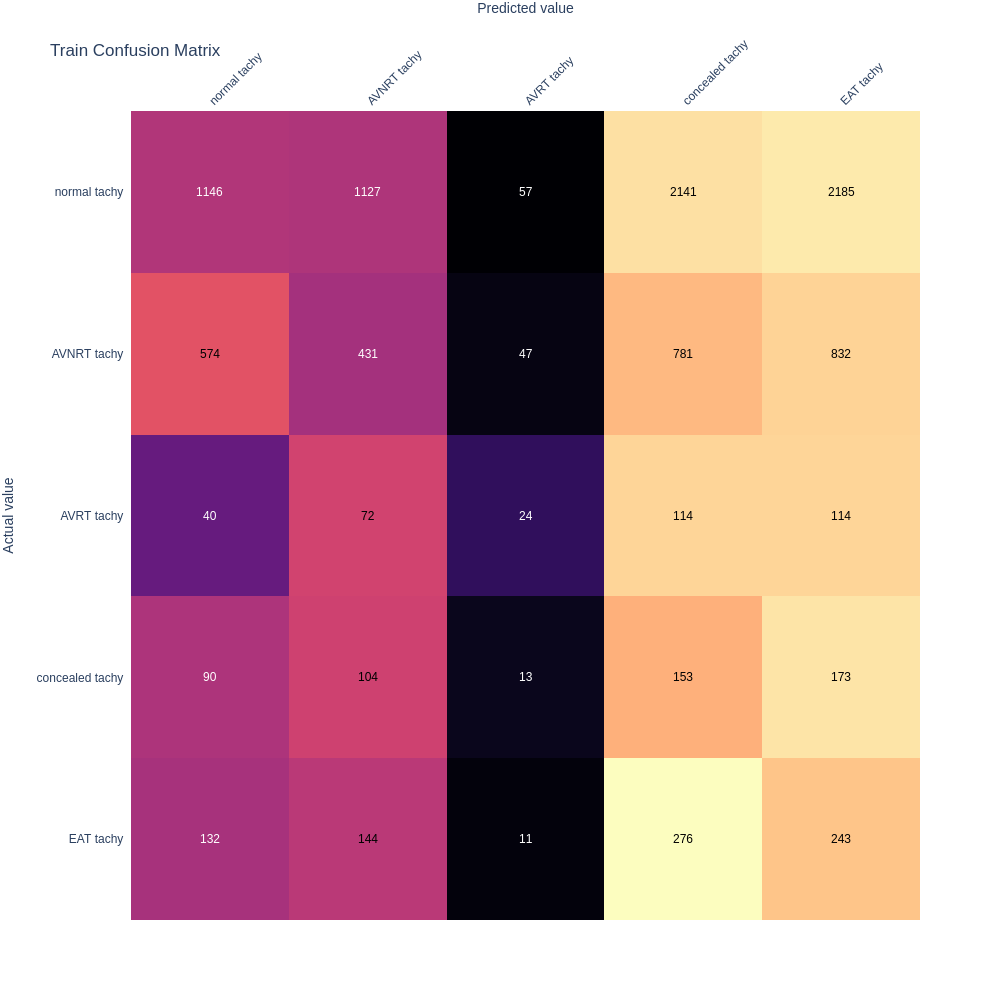 Predicted value
Train Confusion Matrix
normal tachy
AVNRT tachy
AVRT tachy
concealed tachy
EAT tachy
Actual value
normal tachy 1146 1127 57 2141 2185
AVNRT tachy 574 431 47 781 832
AVRT tachy 40 72 24 114 114
concealed tachy 90 104 13 153 173
EAT tachy 132 144 11 276 243